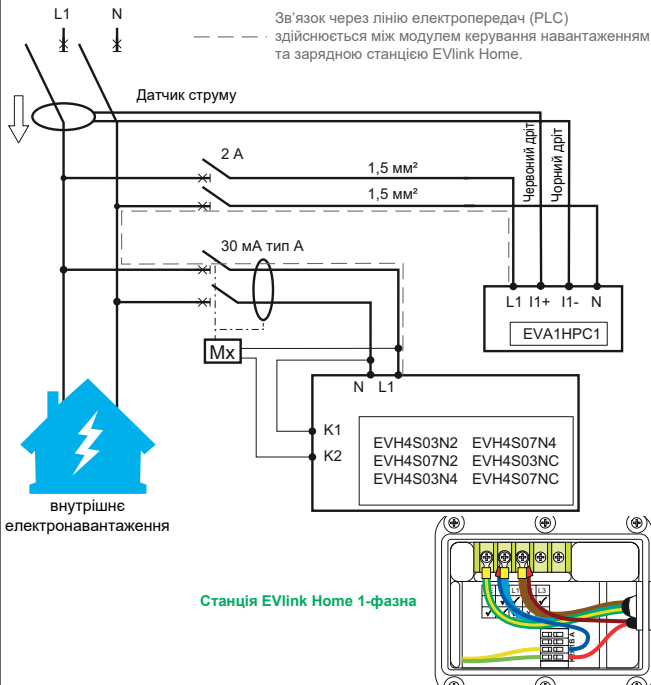 L1 N
Зв’язок через лінію електропередач (PLC)
здійснюється між модулем керування навантаженням
та зарядною станцією EVlink Home.
Датчик струму
Червоний дріт
Чорний дріт
2 А
1,5 мм²
1,5 мм²
30 мА тип А
L1 I1+ I1- N
EVA1HPC1
Mx
N L1
K1
K2
EVH4S03N2 EVH4S07N4
EVH4S07N2 EVH4S03NC
EVH4S03N4 EVH4S07NC
внутрішнє
електронавантаження
Станція EVlink Home 1-фазна
L1 L3